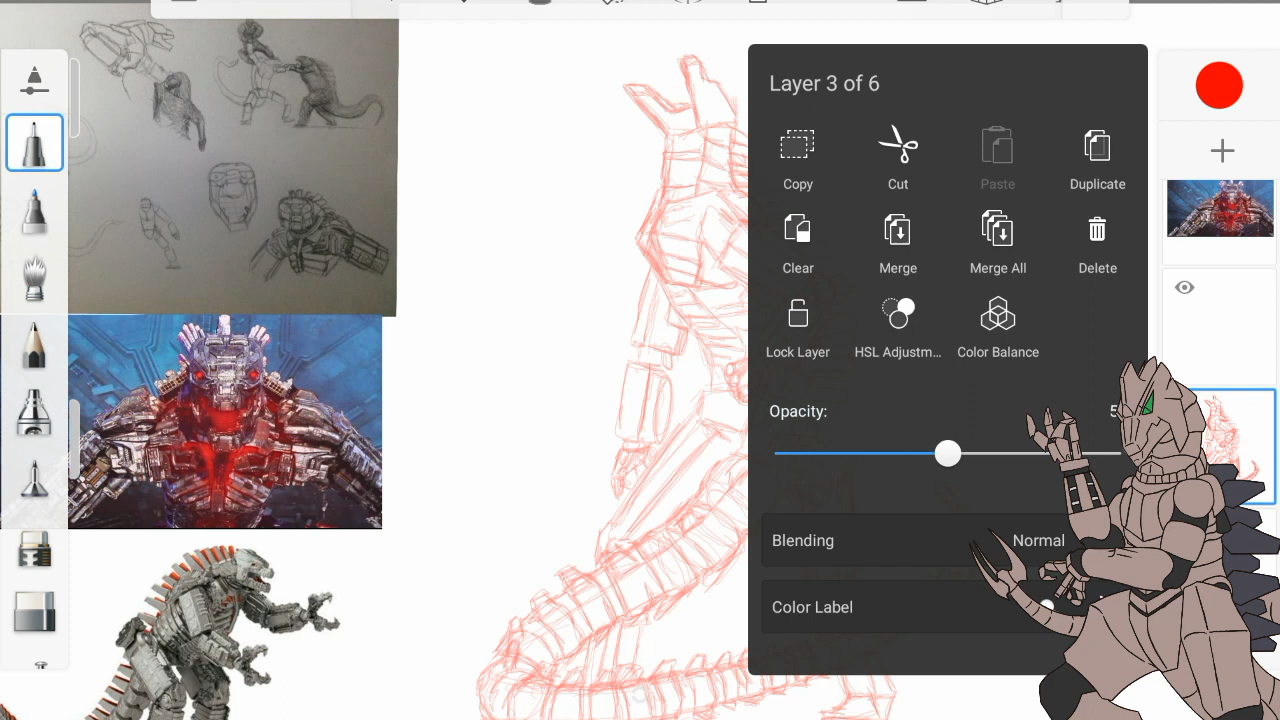 Layer 3 of 6
Copy
Cut
Paste
Duplicate
Clear
Merge
Merge All
Delete
Lock Layer
HSL Adjustm...
Color Balance
Opacity:
Blending
Normal
Color Label